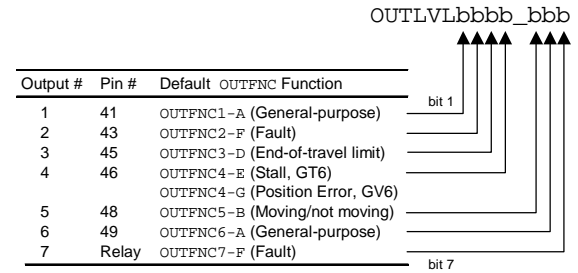 OUTLVLbbbb_bbb
Output # Pin # Default OUTFNC Function
bit 1
1 41 OUTFNC1-A (General-purpose)
2 43 OUTFNC2-F (Fault)
3 45 OUTFNC3-D (End-of-travel limit)
4 46 OUTFNC4-E (Stall, GT6)
OUTFNC4-G (Position Error, GV6)
5 48 OUTFNC5-B (Moving/not moving)
6 49 OUTFNC6-A (General-purpose)
7 Relay OUTFNC7-F (Fault)
bit 7